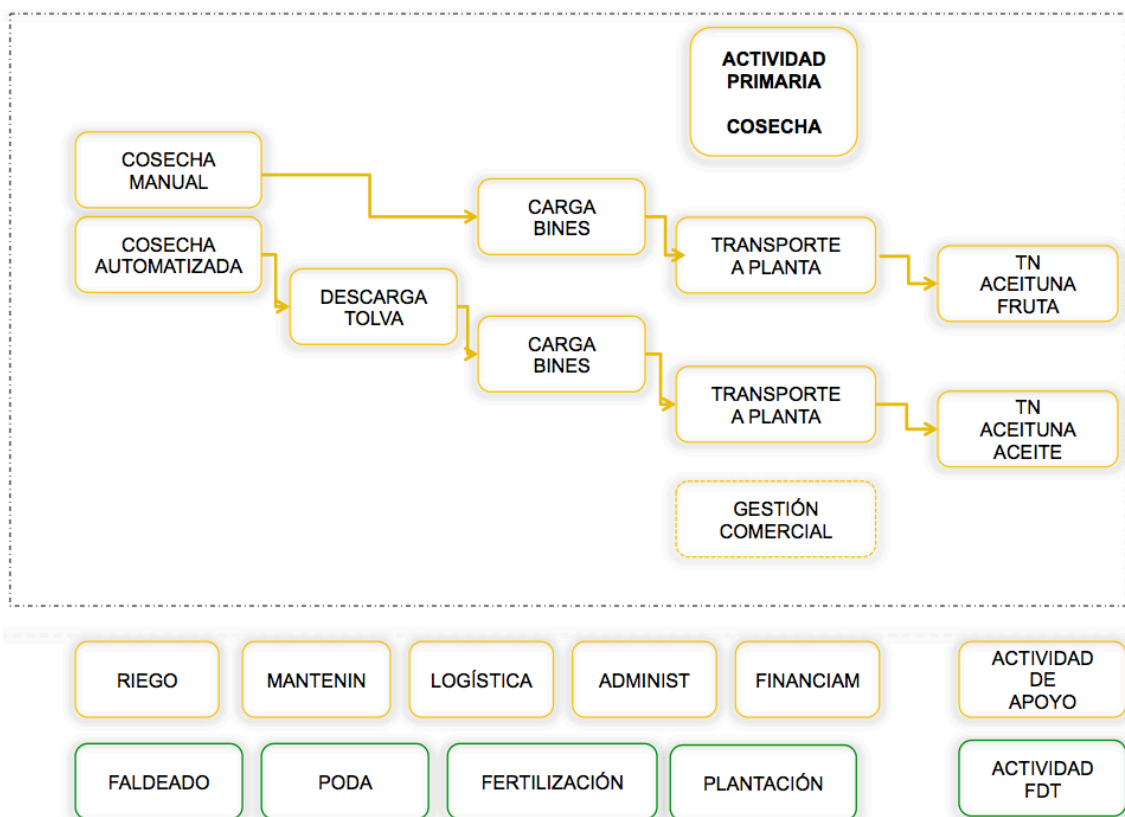 ACTIVIDAD
PRIMARIA
COSECHA
COSECHA
MANUAL
COSECHA
AUTOMATIZADA
DESCARGA
TOLVA
CARGA
BINES
CARGA
BINES
TRANSPORTE
A PLANTA
TRANSPORTE
A PLANTA
TN
ACEITUNA
FRUTA
TN
ACEITUNA
ACEITE
GESTIÓN
COMERCIAL
RIEGO
MANTENIN
LOGÍSTICA
ADMINIST
FINANCIAM
ACTIVIDAD
DE
APOYO
FALDEADO
PODA
FERTILIZACIÓN
PLANTACIÓN
ACTIVIDAD
FDT